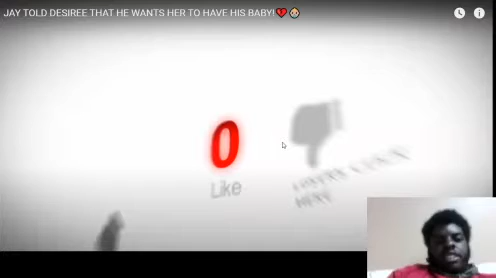 JAY TOLD DESIREE THAT HE WANTS HER TO HAVE HIS BABY!💔👶
0
Like